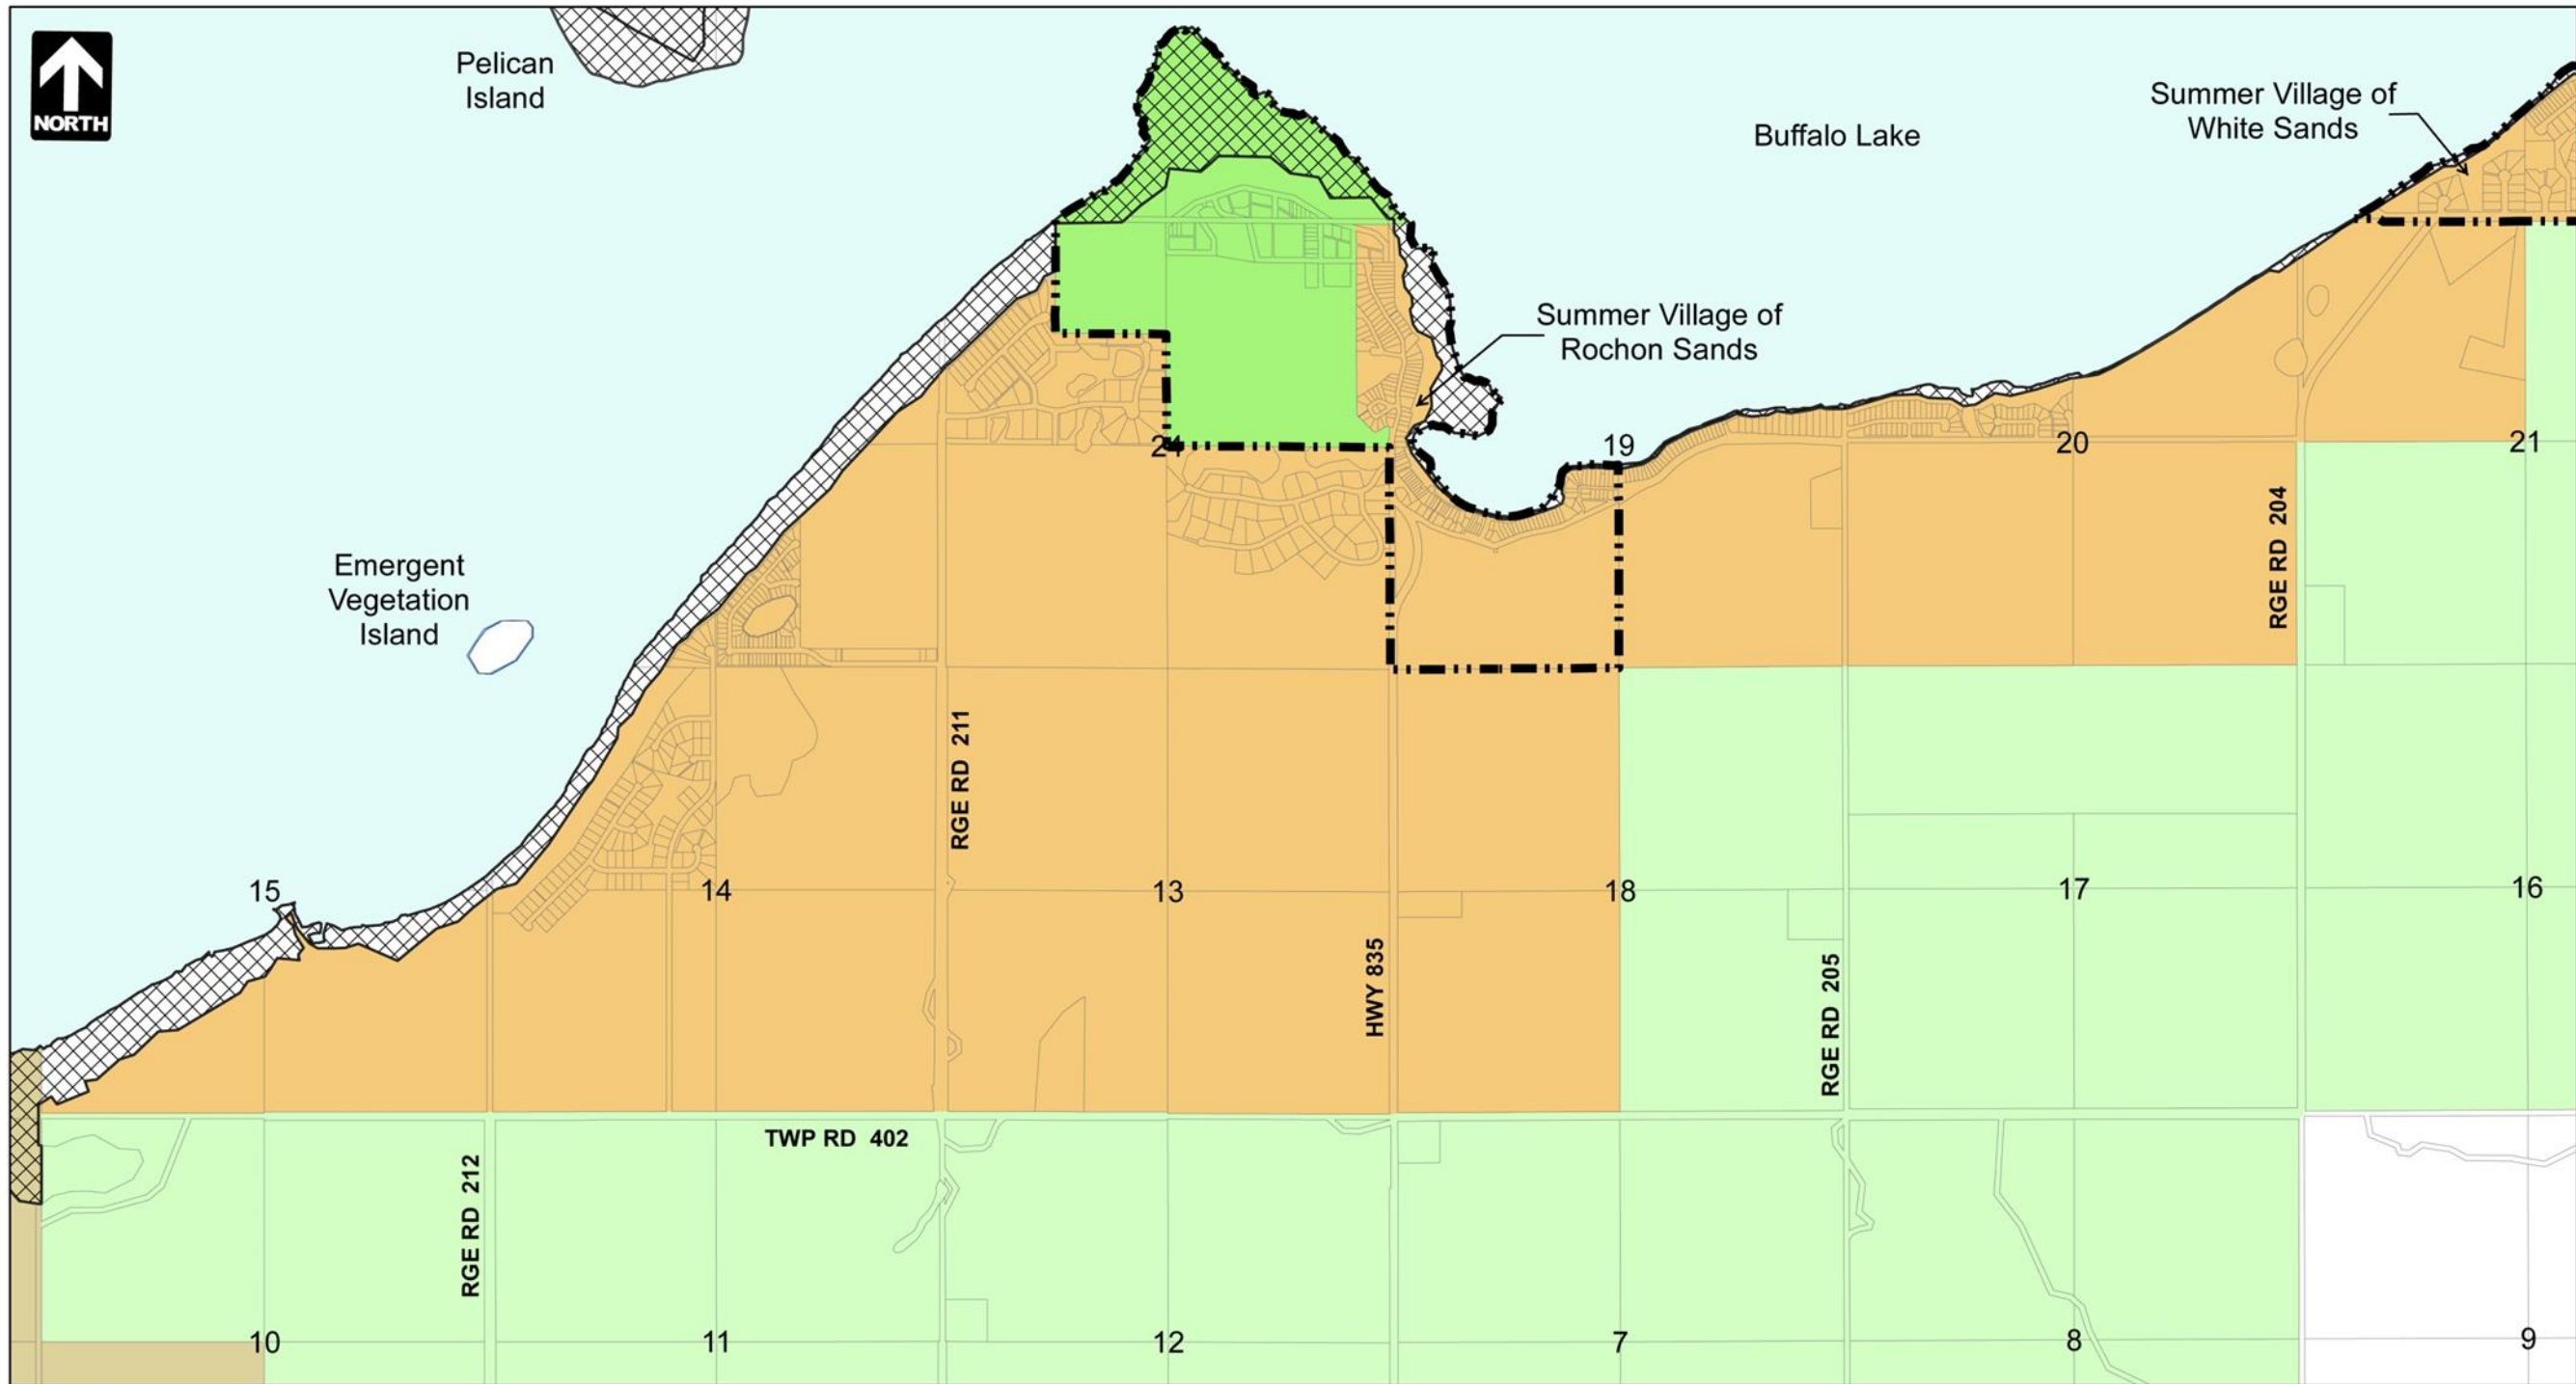 Pelican
Island
NORTH
Buffalo Lake
Summer Village of
White Sands
Summer Village of
Rochon Sands
24
19
20
21
RGE RD 204
Emergent
Vegetation
Island
RGE RD 211
15
14
13
18
17
16
HWY 835
RGE RD 205
TWP RD 402
RGE RD 212
10
11
12
7
8
9